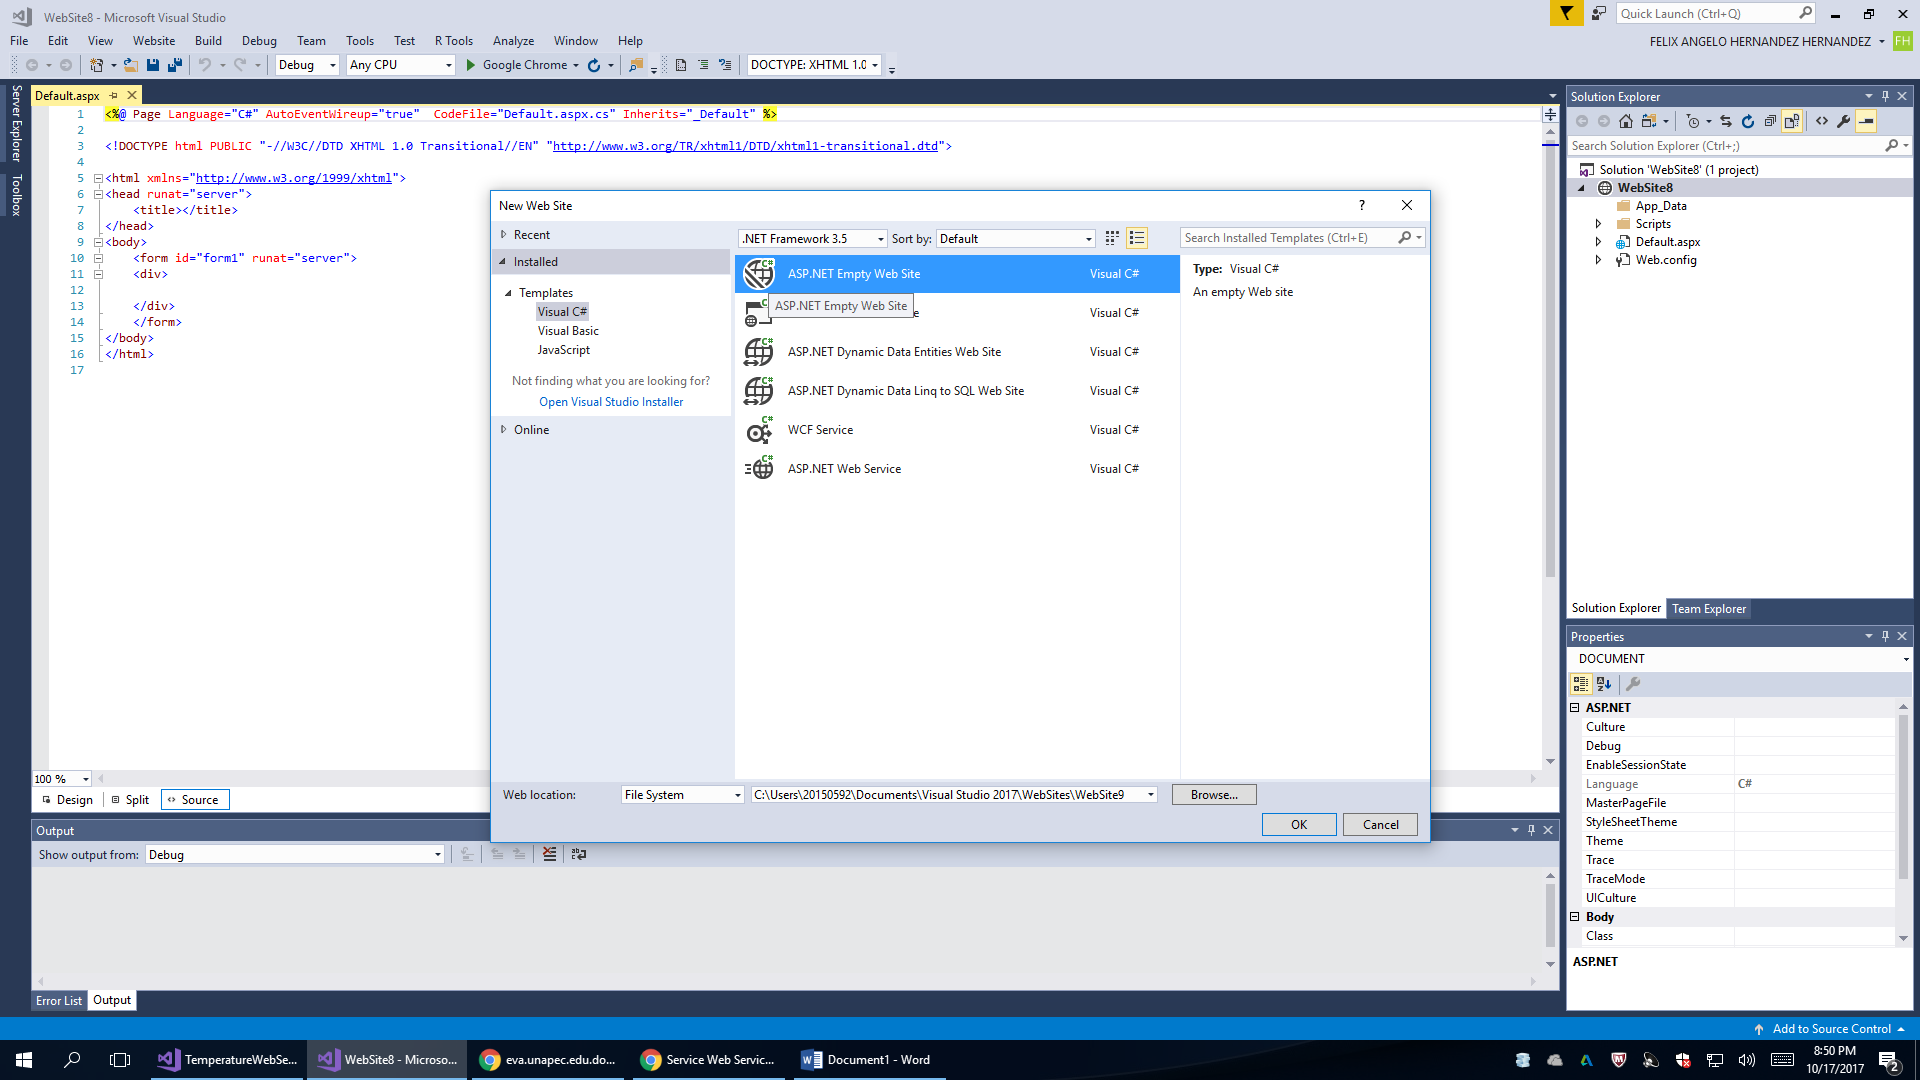 WebSite8 - Microsoft Visual Studio
Quick Launch (Ctrl+Q)
File Edit View Website Build Debug Team Tools Test R Tools Analyze Window Help
FELIX ANGELO HERNANDEZ HERNANDEZ FH
Debug Any CPU Google Chrome DOCTYPE: XHTML 1.0
Server Explorer
Toolbox
Default.aspx
1 <%@ Page Language="C#" AutoEventWireup="true" CodeFile="Default.aspx.cs" Inherits="_Default" %>
2
3 <!DOCTYPE html PUBLIC "-//W3C//DTD XHTML 1.0 Transitional//EN" "http://www.w3.org/TR/xhtml1/DTD/xhtml1-transitional.dtd">
4
5 <html xmlns="http://www.w3.org/1999/xhtml">
6 <head runat="server">
7 <title></title>
8 </head>
9 <body>
10 <form id="form1" runat="server">
11 <div>
12
13 </div>
14 </form>
15 </body>
16 </html>
17
100 %
Design Split Source
New Web Site
?
Recent
Installed
Templates
Visual C#
Visual Basic
JavaScript
Not finding what you are looking for?
Open Visual Studio Installer
Online
.NET Framework 3.5 Sort by: Default
Search Installed Templates (Ctrl+E)
ASP.NET Empty Web Site Visual C#
ASP.NET Empty Web Site
e Visual C#
ASP.NET Dynamic Data Entities Web Site Visual C#
ASP.NET Dynamic Data Linq to SQL Web Site Visual C#
WCF Service Visual C#
ASP.NET Web Service Visual C#
Type: Visual C#
An empty Web site
Web location: File System C:\Users\20150592\Documents\Visual Studio 2017\WebSites\WebSite9 Browse...
OK Cancel
Output
Show output from: Debug
Error List Output
Solution Explorer
Search Solution Explorer (Ctrl+;)
Solution 'WebSite8' (1 project)
WebSite8
App_Data
Scripts
Default.aspx
Web.config
Solution Explorer Team Explorer
Properties
DOCUMENT
ASP.NET
Culture
Debug
EnableSessionState
Language C#
MasterPageFile
StyleSheetTheme
Theme
Trace
TraceMode
UICulture
Body
Class
ASP.NET
Add to Source Control
TemperatureWebSe...
WebSite8 - Microso...
eva.unapec.edu.do...
Service Web Servic...
Document1 - Word
8:50 PM
10/17/2017
2